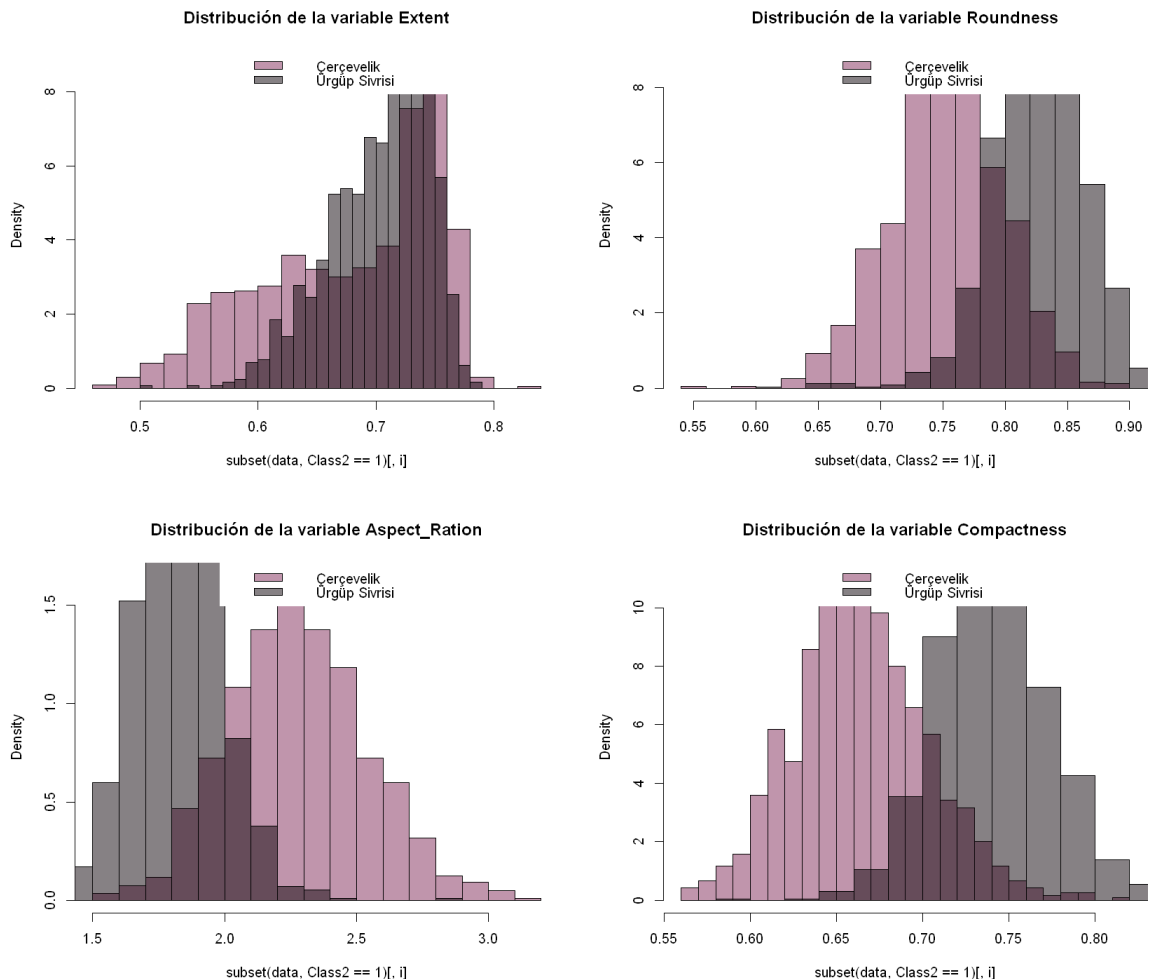 Distribución de la variable Extent
Çerçevelik
Ürgüp Sivrisi
8
6
4
2
0
Density
0.5 0.6 0.7 0.8
subset(data, Class2 == 1)[, i]
Distribución de la variable Roundness
Çerçevelik
Ürgüp Sivrisi
8
6
4
2
0
Density
0.55 0.60 0.65 0.70 0.75 0.80 0.85 0.90
subset(data, Class2 == 1)[, i]
Distribución de la variable Aspect_Ration
Çerçevelik
Ürgüp Sivrisi
1.5
1.0
0.5
0.0
Density
1.5 2.0 2.5 3.0
subset(data, Class2 == 1)[, i]
Distribución de la variable Compactness
Çerçevelik
Ürgüp Sivrisi
10
8
6
4
2
0
Density
0.55 0.60 0.65 0.70 0.75 0.80
subset(data, Class2 == 1)[, i]